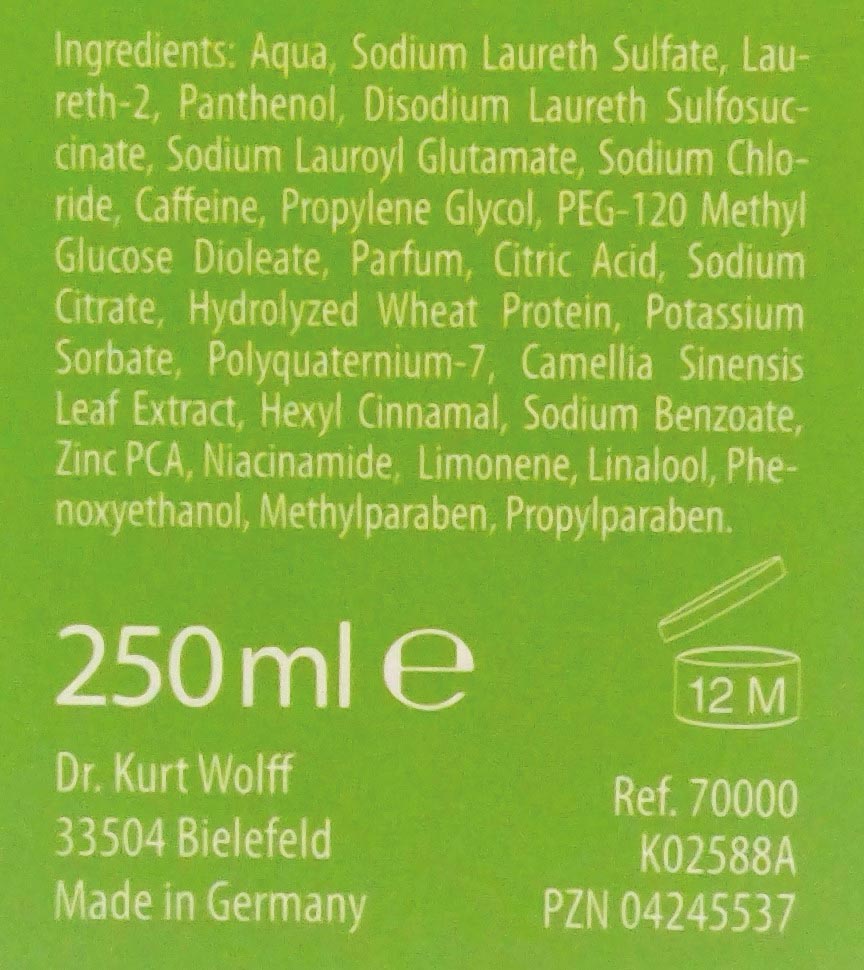 Ingredients: Aqua, Sodium Laureth Sulfate, Lau-
reth-2, Panthenol, Disodium Laureth Sulfosuc-
cinate, Sodium Lauroyl Glutamate, Sodium Chlo-
ride, Caffeine, Propylene Glycol, PEG-120 Methyl
Glucose Dioleate, Parfum, Citric Acid, Sodium
Citrate, Hydrolyzed Wheat Protein, Potassium
Sorbate, Polyquaternium-7, Camellia Sinensis
Leaf Extract, Hexyl Cinnamal, Sodium Benzoate,
Zinc PCA, Niacinamide, Limonene, Linalool, Phe-
noxyethanol, Methylparaben, Propylparaben.
250 ml e
12 M
Dr. Kurt Wolff
33504 Bielefeld
Made in Germany
Ref. 70000
K02588A
PZN 04245537